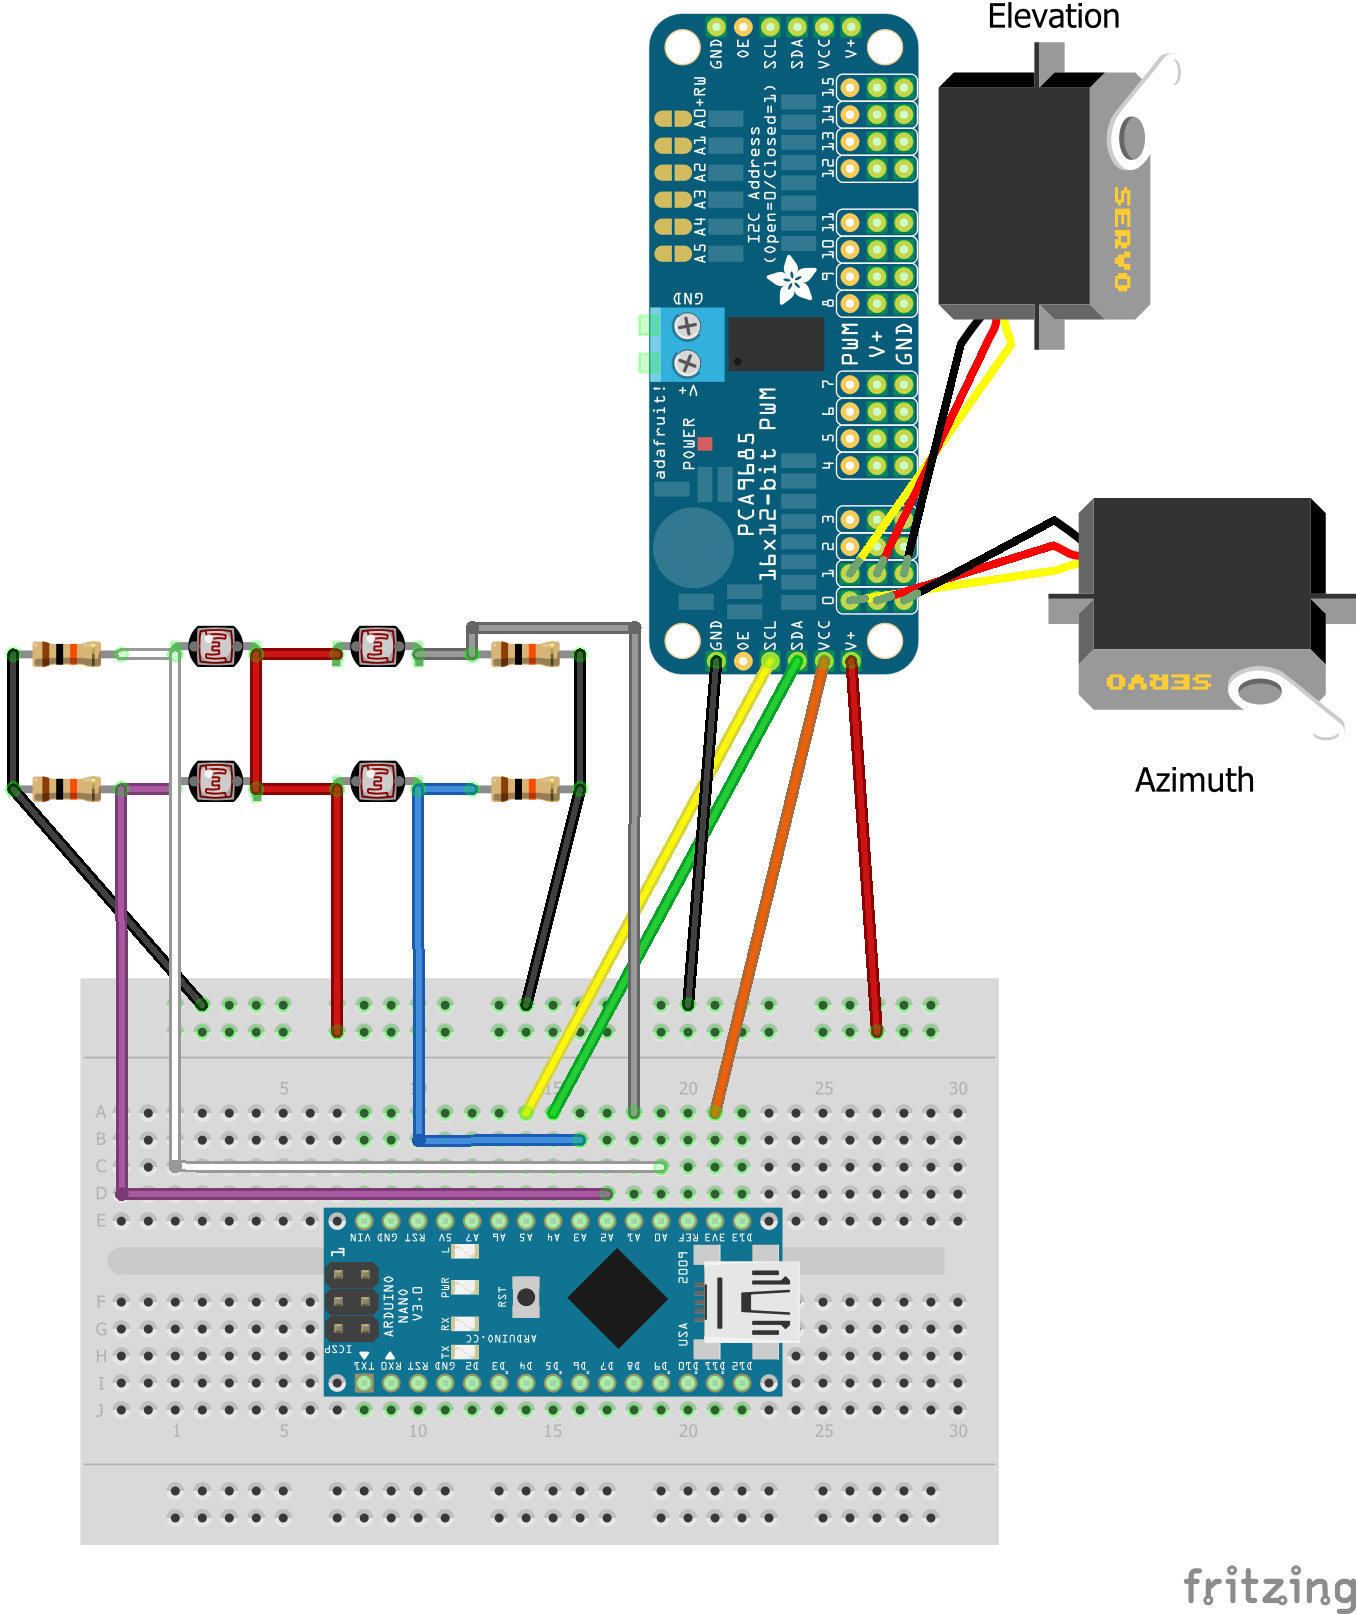 Elevation
GND OE SCL SDA VCC V+
A0+RW
A1
A2
A3
A4
A5
I2C Address
(Open=0/Closed=1)
15
14
13
12
11
10
9
8
PWM V+ GND
7
6
5
4
3
2
1
0
GND
V+
adafruit!
POWER
PCA9685
16x12-bit PWM
GND OE SCL SDA VCC V+
SERVO
SERVO
Azimuth
5 10 15 20 25 30
A
B
C
D
E
VIN GND RST 5V A7 A6 A5 A4 A3 A2 A1 A0 REF 3V3 D13
1
L
PWR
RX
TX
RST
ARDUINO
NANO
V3.0
ARDUINO.CC
2009
USA
ICSP
TX1 RX0 RST GND D2 D3 D4 D5 D6 D7 D8 D9 D10 D11 D12
F
G
H
I
J
1 5 10 15 20 25 30
fritzing